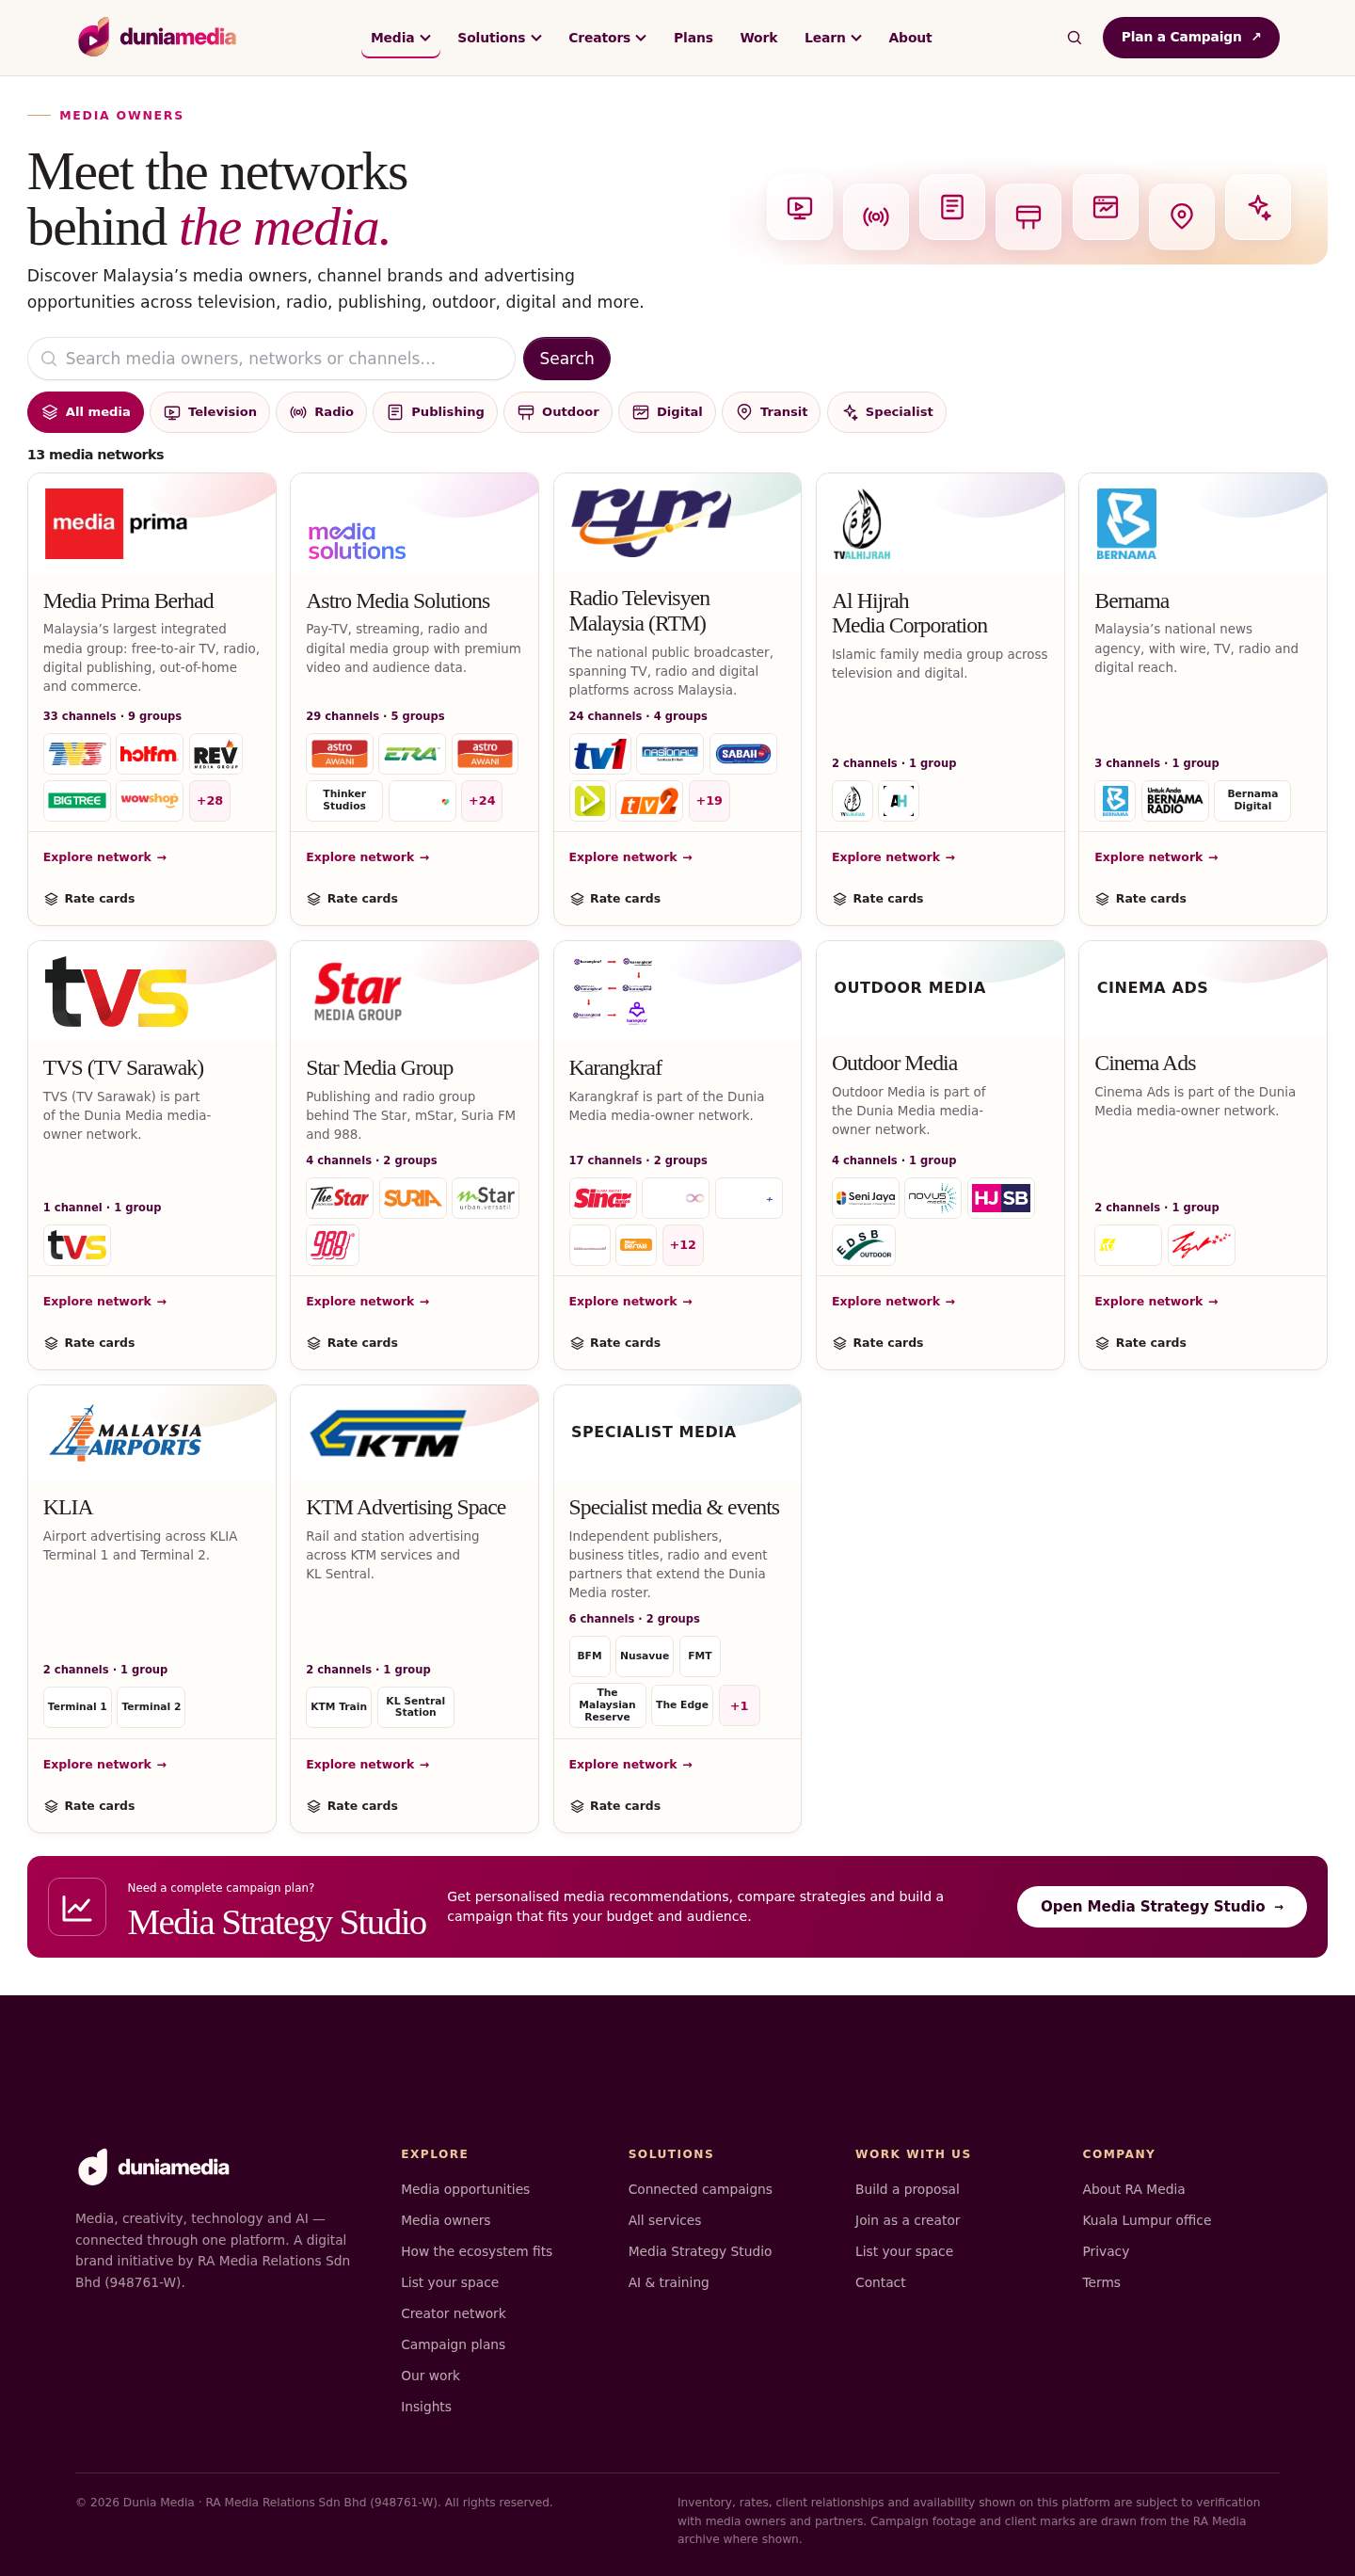 duniamedia
Media
Solutions
Creators
Plans
Work
Learn
About
Plan a Campaign ↗
MEDIA OWNERS
Meet the networks
behind the media.
Discover Malaysia’s media owners, channel brands and advertising
opportunities across television, radio, publishing, outdoor, digital and more.
Search media owners, networks or channels…
Search
All media
Television
Radio
Publishing
Outdoor
Digital
Transit
Specialist
13 media networks
media prima
Media Prima Berhad
Malaysia’s largest integrated
media group: free-to-air TV, radio,
digital publishing, out-of-home
and commerce.
33 channels · 9 groups
TV3
hotfm
REV
MEDIA GROUP
BIG TREE
wowshop
+28
Explore network →
Rate cards
media
solutions
Astro Media Solutions
Pay-TV, streaming, radio and
digital media group with premium
video and audience data.
29 channels · 5 groups
astro
AWANI
ERA
astro
AWANI
Thinker
Studios
+24
Explore network →
Rate cards
rtm
Radio Televisyen
Malaysia (RTM)
The national public broadcaster,
spanning TV, radio and digital
platforms across Malaysia.
24 channels · 4 groups
tv1
nasional
SABAH
tv2
+19
Explore network →
Rate cards
TVALHIJRAH
Al Hijrah
Media Corporation
Islamic family media group across
television and digital.
2 channels · 1 group
TVALHIJRAH
AH
Explore network →
Rate cards
BERNAMA
Bernama
Malaysia’s national news
agency, with wire, TV, radio and
digital reach.
3 channels · 1 group
BERNAMA
Untuk Anda
BERNAMA
RADIO
Bernama
Digital
Explore network →
Rate cards
tvs
TVS (TV Sarawak)
TVS (TV Sarawak) is part
of the Dunia Media media-
owner network.
1 channel · 1 group
tvs
Explore network →
Rate cards
Star
MEDIA GROUP
Star Media Group
Publishing and radio group
behind The Star, mStar, Suria FM
and 988.
4 channels · 2 groups
The Star
SURIA
mStar
urban.versatil
988
Explore network →
Rate cards
Karangkraf
Karangkraf is part of the Dunia
Media media-owner network.
17 channels · 2 groups
Sinar
+12
Explore network →
Rate cards
OUTDOOR MEDIA
Outdoor Media
Outdoor Media is part of
the Dunia Media media-
owner network.
4 channels · 1 group
Seni Jaya
novus
HJ SB
EDSB
OUTDOOR
Explore network →
Rate cards
CINEMA ADS
Cinema Ads
Cinema Ads is part of the Dunia
Media media-owner network.
2 channels · 1 group
TGV
Explore network →
Rate cards
MALAYSIA
AIRPORTS
KLIA
Airport advertising across KLIA
Terminal 1 and Terminal 2.
2 channels · 1 group
Terminal 1
Terminal 2
Explore network →
Rate cards
KTM
KTM Advertising Space
Rail and station advertising
across KTM services and
KL Sentral.
2 channels · 1 group
KTM Train
KL Sentral
Station
Explore network →
Rate cards
SPECIALIST MEDIA
Specialist media & events
Independent publishers,
business titles, radio and event
partners that extend the Dunia
Media roster.
6 channels · 2 groups
BFM
Nusavue
FMT
The
Malaysian
Reserve
The Edge
+1
Explore network →
Rate cards
Need a complete campaign plan?
Media Strategy Studio
Get personalised media recommendations, compare strategies and build a
campaign that fits your budget and audience.
Open Media Strategy Studio →
duniamedia
Media, creativity, technology and AI —
connected through one platform. A digital
brand initiative by RA Media Relations Sdn
Bhd (948761-W).
EXPLORE
Media opportunities
Media owners
How the ecosystem fits
List your space
Creator network
Campaign plans
Our work
Insights
SOLUTIONS
Connected campaigns
All services
Media Strategy Studio
AI & training
WORK WITH US
Build a proposal
Join as a creator
List your space
Contact
COMPANY
About RA Media
Kuala Lumpur office
Privacy
Terms
© 2026 Dunia Media · RA Media Relations Sdn Bhd (948761-W). All rights reserved.
Inventory, rates, client relationships and availability shown on this platform are subject to verification
with media owners and partners. Campaign footage and client marks are drawn from the RA Media
archive where shown.